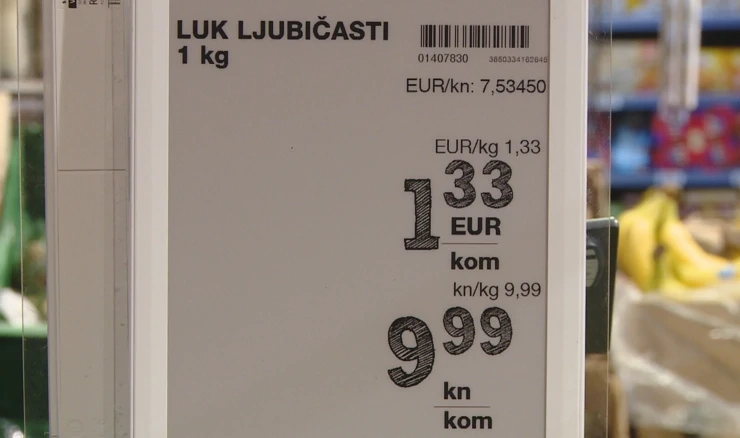 LUK LJUBIČASTI
1 kg
01407830
EUR/kn: 7,53450
EUR/kg 1,33
1 33
EUR
kom
kn/kg 9,99
9 99
kn
kom